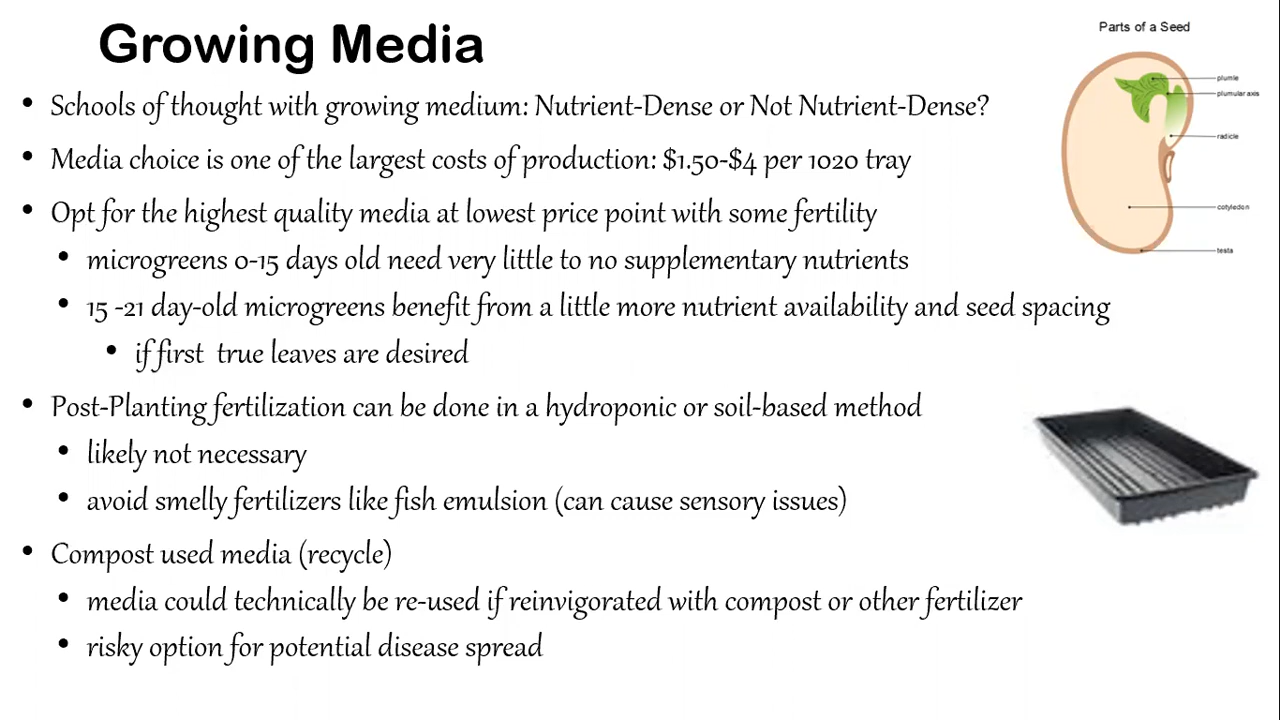 Growing Media
• Schools of thought with growing medium: Nutrient-Dense or Not Nutrient-Dense?
• Media choice is one of the largest costs of production: $1.50-$4 per 1020 tray
• Opt for the highest quality media at lowest price point with some fertility
• microgreens 0-15 days old need very little to no supplementary nutrients
• 15 -21 day-old microgreens benefit from a little more nutrient availability and seed spacing
• if first true leaves are desired
• Post-Planting fertilization can be done in a hydroponic or soil-based method
• likely not necessary
• avoid smelly fertilizers like fish emulsion (can cause sensory issues)
• Compost used media (recycle)
• media could technically be re-used if reinvigorated with compost or other fertilizer
• risky option for potential disease spread
Parts of a Seed
plumle
plumular axis
radicle
cotyledon
testa